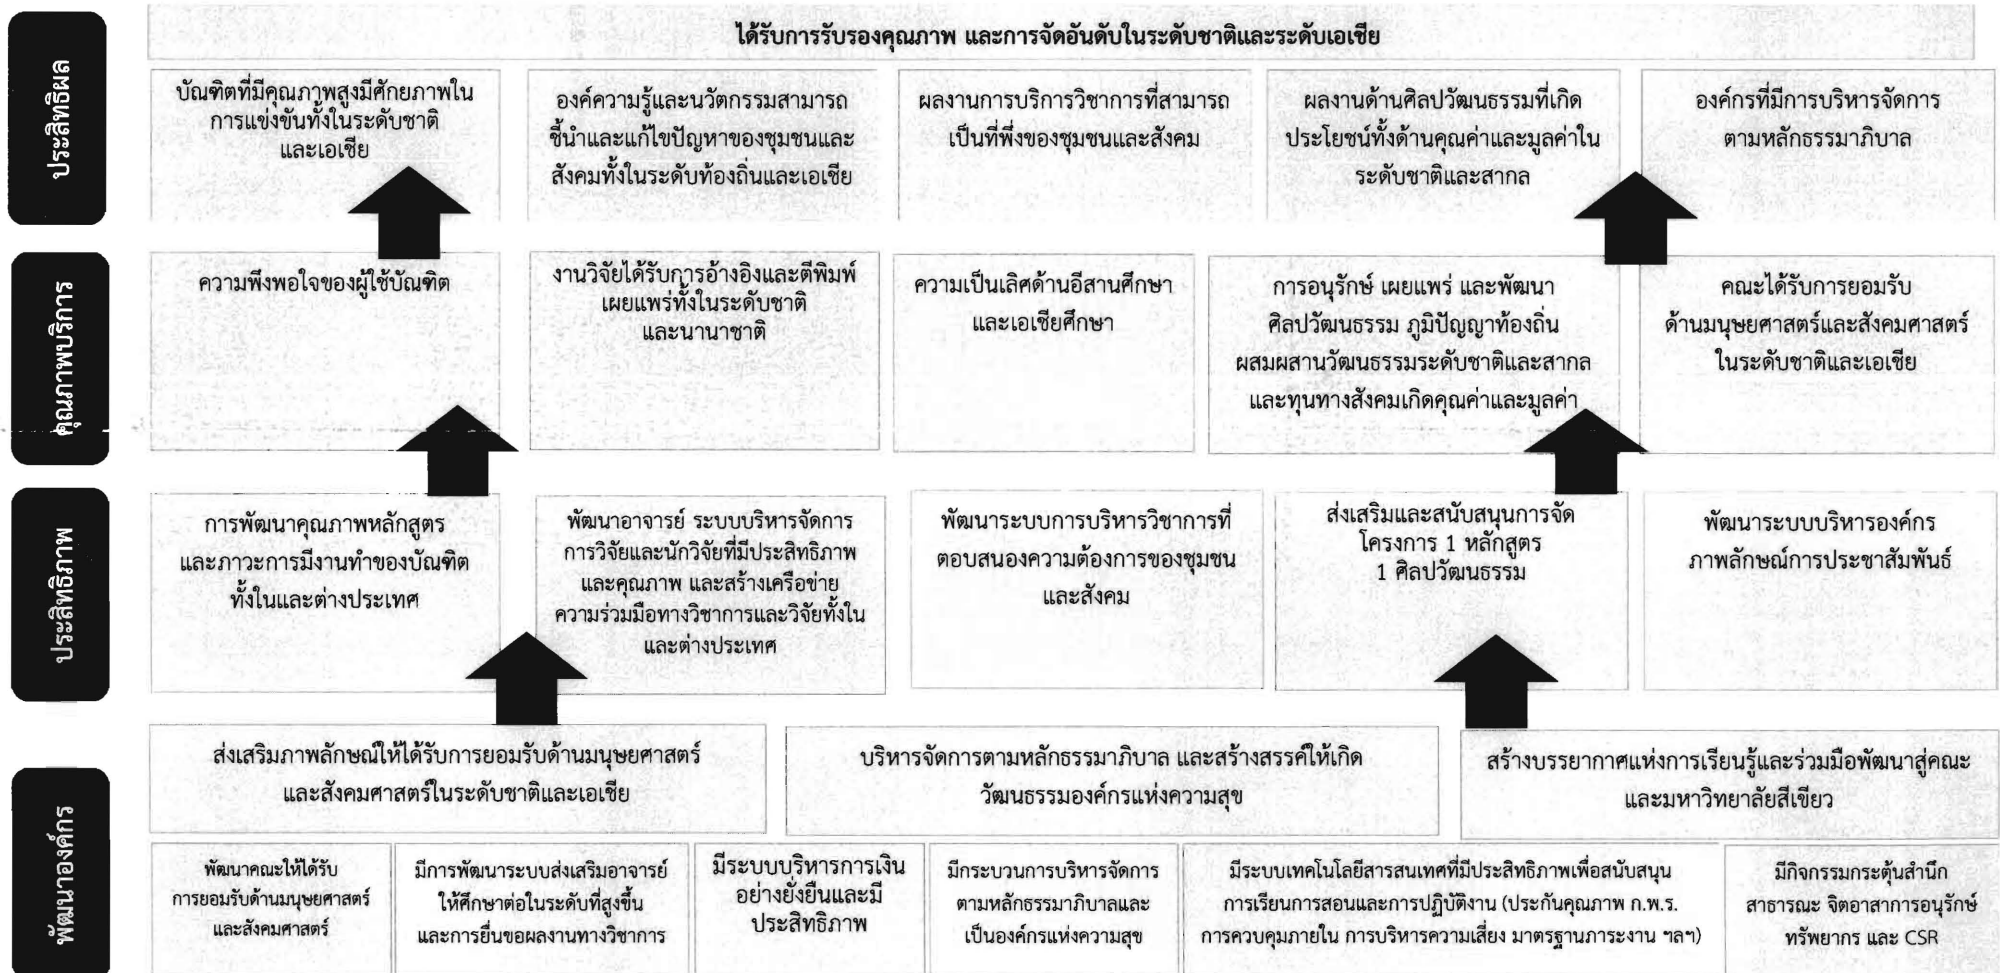 ประสิทธิผล
ได้รับการรับรองคุณภาพ และการจัดอันดับในระดับชาติและระดับเอเชีย
บัณฑิตที่มีคุณภาพสูงมีศักยภาพใน
การแข่งขันทั้งในระดับชาติ
และเอเชีย
องค์ความรู้และนวัตกรรมสามารถ
ชี้นำและแก้ไขปัญหาของชุมชนและ
สังคมทั้งในระดับท้องถิ่นและเอเชีย
ผลงานการบริการวิชาการที่สามารถ
เป็นที่พึ่งของชุมชนและสังคม
ผลงานด้านศิลปวัฒนธรรมที่เกิด
ประโยชน์ทั้งด้านคุณค่าและมูลค่าใน
ระดับชาติและสากล
องค์กรที่มีการบริหารจัดการ
ตามหลักธรรมาภิบาล
คุณภาพบริการ
ความพึงพอใจของผู้ใช้บัณฑิต
งานวิจัยได้รับการอ้างอิงและตีพิมพ์
เผยแพร่ทั้งในระดับชาติ
และนานาชาติ
ความเป็นเลิศด้านอีสานศึกษา
และเอเชียศึกษา
การอนุรักษ์ เผยแพร่ และพัฒนา
ศิลปวัฒนธรรม ภูมิปัญญาท้องถิ่น
ผสมผสานวัฒนธรรมระดับชาติและสากล
และทุนทางสังคมเกิดคุณค่าและมูลค่า
คณะได้รับการยอมรับ
ด้านมนุษยศาสตร์และสังคมศาสตร์
ในระดับชาติและเอเชีย
ประสิทธิภาพ
การพัฒนาคุณภาพหลักสูตร
และภาวะการมีงานทำของบัณฑิต
ทั้งในและต่างประเทศ
พัฒนาอาจารย์ ระบบบริหารจัดการ
การวิจัยและนักวิจัยที่มีประสิทธิภาพ
และคุณภาพ และสร้างเครือข่าย
ความร่วมมือทางวิชาการและวิจัยทั้งใน
และต่างประเทศ
พัฒนาระบบการบริหารวิชาการที่
ตอบสนองความต้องการของชุมชน
และสังคม
ส่งเสริมและสนับสนุนการจัด
โครงการ 1 หลักสูตร
1 ศิลปวัฒนธรรม
พัฒนาระบบบริหารองค์กร
ภาพลักษณ์การประชาสัมพันธ์
พัฒนาองค์กร
ส่งเสริมภาพลักษณ์ให้ได้รับการยอมรับด้านมนุษยศาสตร์
และสังคมศาสตร์ในระดับชาติและเอเชีย
บริหารจัดการตามหลักธรรมาภิบาล และสร้างสรรค์ให้เกิด
วัฒนธรรมองค์กรแห่งความสุข
สร้างบรรยากาศแห่งการเรียนรู้และร่วมมือพัฒนาสู่คณะ
และมหาวิทยาลัยสีเขียว
พัฒนาคณะให้ได้รับ
การยอมรับด้านมนุษยศาสตร์
และสังคมศาสตร์
มีการพัฒนาระบบส่งเสริมอาจารย์
ให้ศึกษาต่อในระดับที่สูงขึ้น
และการยื่นขอผลงานทางวิชาการ
มีระบบบริหารการเงิน
อย่างยั่งยืนและมี
ประสิทธิภาพ
มีกระบวนการบริหารจัดการ
ตามหลักธรรมาภิบาลและ
เป็นองค์กรแห่งความสุข
มีระบบเทคโนโลยีสารสนเทศที่มีประสิทธิภาพเพื่อสนับสนุน
การเรียนการสอนและการปฏิบัติงาน (ประกันคุณภาพ ก.พ.ร.
การควบคุมภายใน การบริหารความเสี่ยง มาตรฐานภาระงาน ฯลฯ)
มีกิจกรรมกระตุ้นสำนึก
สาธารณะ จิตอาสาการอนุรักษ์
ทรัพยากร และ CSR